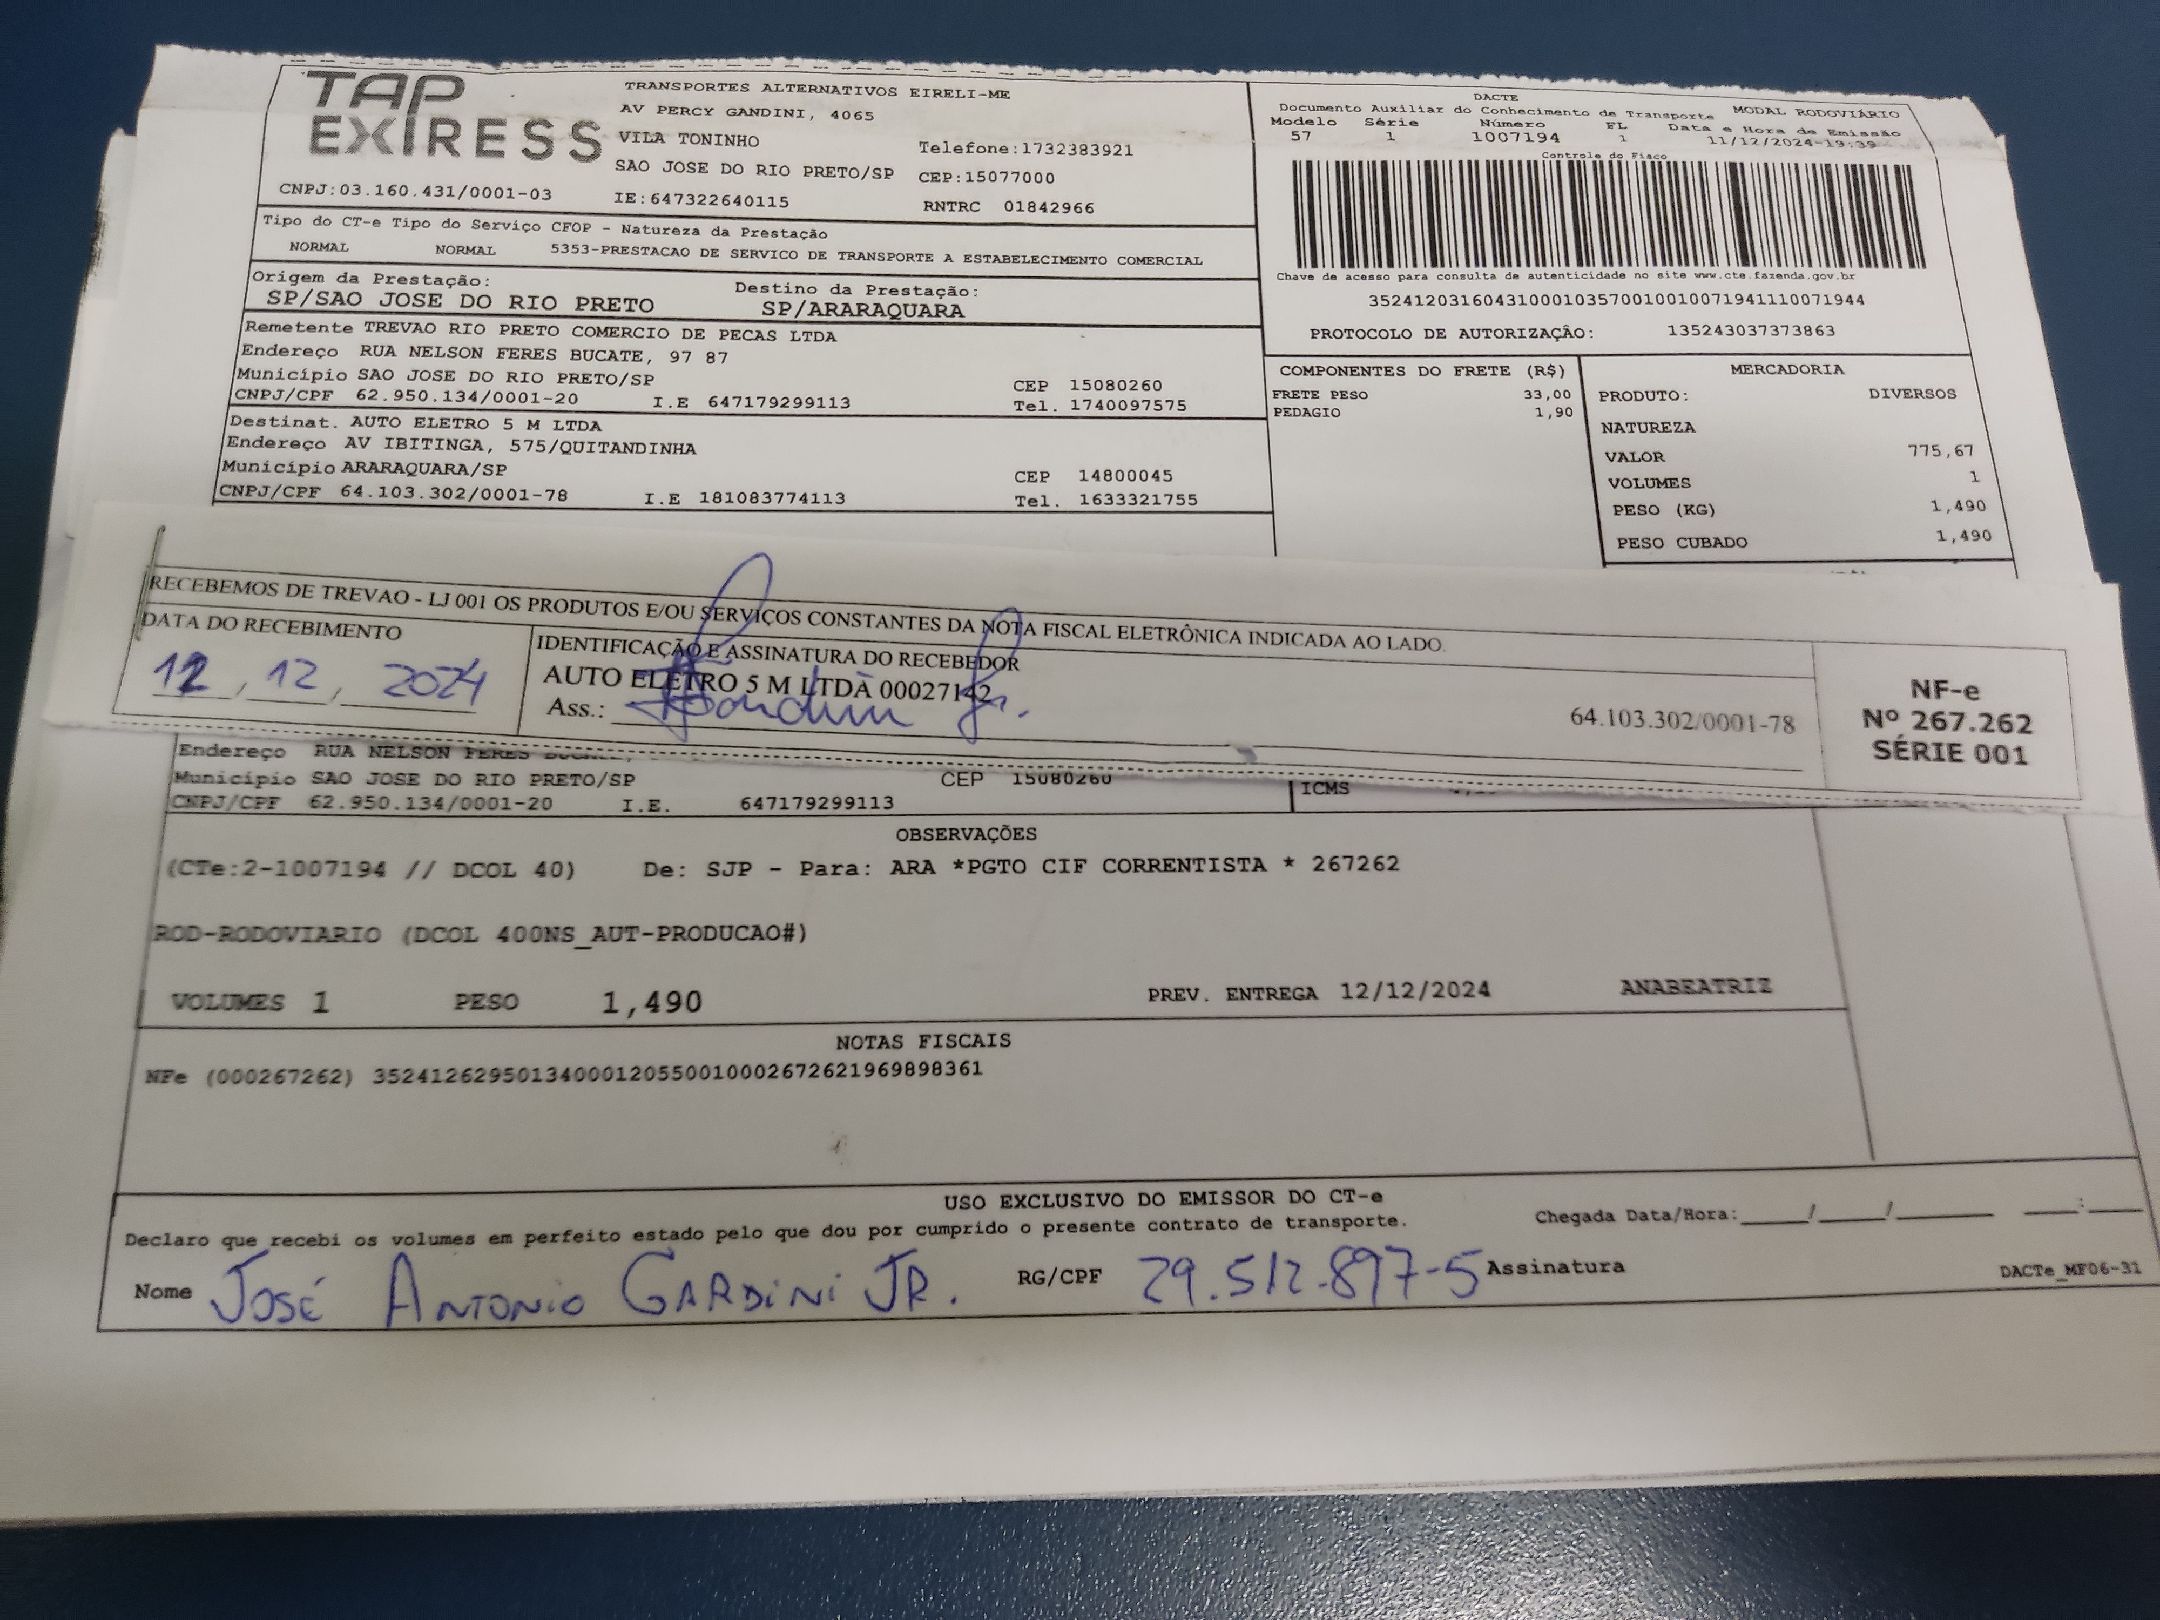 TAP
EXIRESS
TRANSPORTES ALTERNATIVOS EIRELI-ME
AV PERCY GANDINI, 4065
VILA TONINHO Telefone:1732383921
SAO JOSE DO RIO PRETO/SP CEP:15077000
CNPJ:03.160.431/0001-03 IE:647322640115 RNTRC 01842966
DACTE
Documento Auxiliar do Conhecimento de Transporte MODAL RODOVIÁRIO
Modelo Série Número FL Data e Hora de Emissão
57 1 1007194 1 11/12/2024-19:39
Controle do Fisco
Tipo do CT-e Tipo do Serviço CFOP - Natureza da Prestação
NORMAL NORMAL 5353-PRESTACAO DE SERVICO DE TRANSPORTE A ESTABELECIMENTO COMERCIAL
Chave de acesso para consulta de autenticidade no site www.cte.fazenda.gov.br
35241203160431000103570010010071941110071944
PROTOCOLO DE AUTORIZAÇÃO: 135243037373863
Origem da Prestação: Destino da Prestação:
SP/SAO JOSE DO RIO PRETO SP/ARARAQUARA
Remetente TREVAO RIO PRETO COMERCIO DE PECAS LTDA
Endereço RUA NELSON FERES BUCATE, 97 87
Município SAO JOSE DO RIO PRETO/SP CEP 15080260
CNPJ/CPF 62.950.134/0001-20 I.E 647179299113 Tel. 1740097575
Destinat. AUTO ELETRO 5 M LTDA
Endereço AV IBITINGA, 575/QUITANDINHA
Município ARARAQUARA/SP CEP 14800045
CNPJ/CPF 64.103.302/0001-78 I.E 181083774113 Tel. 1633321755
COMPONENTES DO FRETE (R$)
FRETE PESO 33,00
PEDAGIO 1,90
MERCADORIA
PRODUTO: DIVERSOS
NATUREZA
VALOR 775,67
VOLUMES 1
PESO (KG) 1,490
PESO CUBADO 1,490
RECEBEMOS DE TREVAO - LJ 001 OS PRODUTOS E/OU SERVIÇOS CONSTANTES DA NOTA FISCAL ELETRÔNICA INDICADA AO LADO.
DATA DO RECEBIMENTO
12, 12, 2024
IDENTIFICAÇÃO E ASSINATURA DO RECEBEDOR
AUTO ELETRO 5 M LTDA 00027142
Ass.: Gardini Jr.
64.103.302/0001-78
NF-e
Nº 267.262
SÉRIE 001
Endereço RUA NELSON FERES
Município SAO JOSE DO RIO PRETO/SP CEP 15080260
CNPJ/CPF 62.950.134/0001-20 I.E. 647179299113
ICMS
OBSERVAÇÕES
(CTe:2-1007194 // DCOL 40) De: SJP - Para: ARA *PGTO CIF CORRENTISTA * 267262
ROD-RODOVIARIO (DCOL 400NS_AUT-PRODUCAO#)
VOLUMES 1 PESO 1,490 PREV. ENTREGA 12/12/2024 ANABEATRIZ
NOTAS FISCAIS
NFe (000267262) 35241262950134000120550010002672621969898361
USO EXCLUSIVO DO EMISSOR DO CT-e
Declaro que recebi os volumes em perfeito estado pelo que dou por cumprido o presente contrato de transporte. Chegada Data/Hora:____/____/______ ___:___
Nome JOSÉ ANTONIO GARDINI JR. RG/CPF 29.512.897-5 Assinatura
DACTe_MF06-31